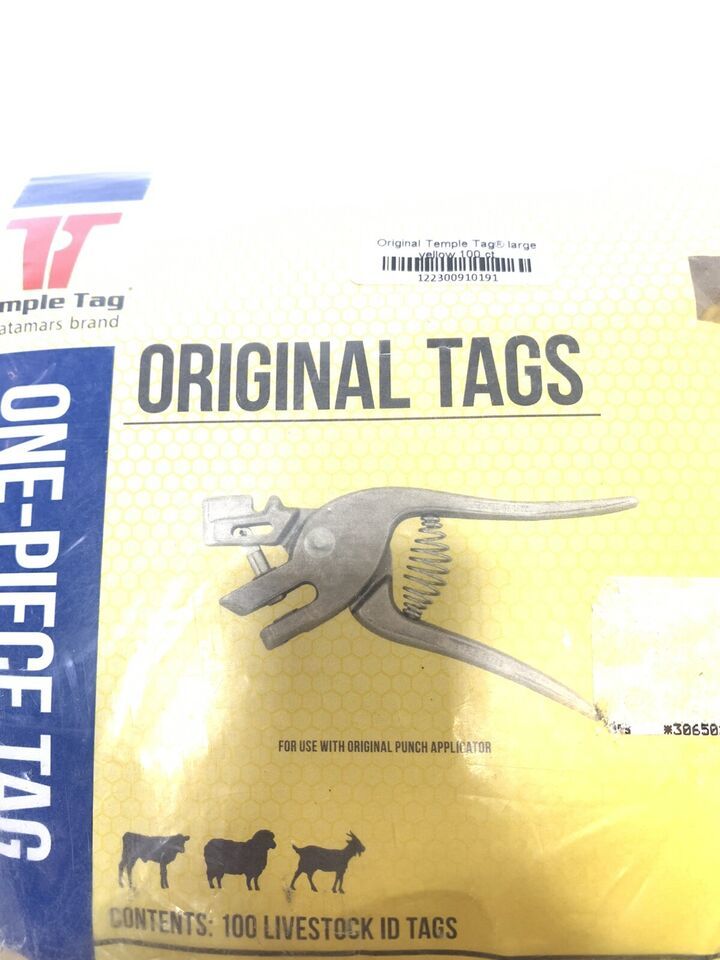 Original Temple Tag® large
yellow 100 ct
122300910191
mple Tag
atamars brand
ORIGINAL TAGS
ONE-PIECE TAG
FOR USE WITH ORIGINAL PUNCH APPLICATOR
*30650
CONTENTS: 100 LIVESTOCK ID TAGS